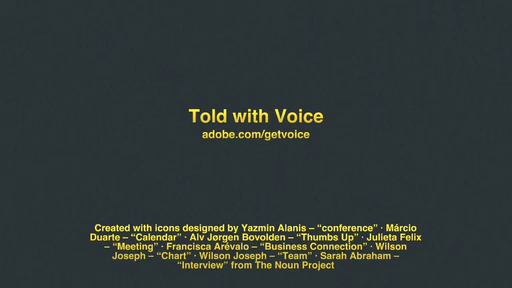 Told with Voice
adobe.com/getvoice
Created with icons designed by Yazmin Alanis – “conference” · Márcio
Duarte – “Calendar” · Alv Jørgen Bovolden – “Thumbs Up” · Julieta Felix
– “Meeting” · Francisca Arévalo – “Business Connection” · Wilson
Joseph – “Chart” · Wilson Joseph – “Team” · Sarah Abraham –
“Interview” from The Noun Project